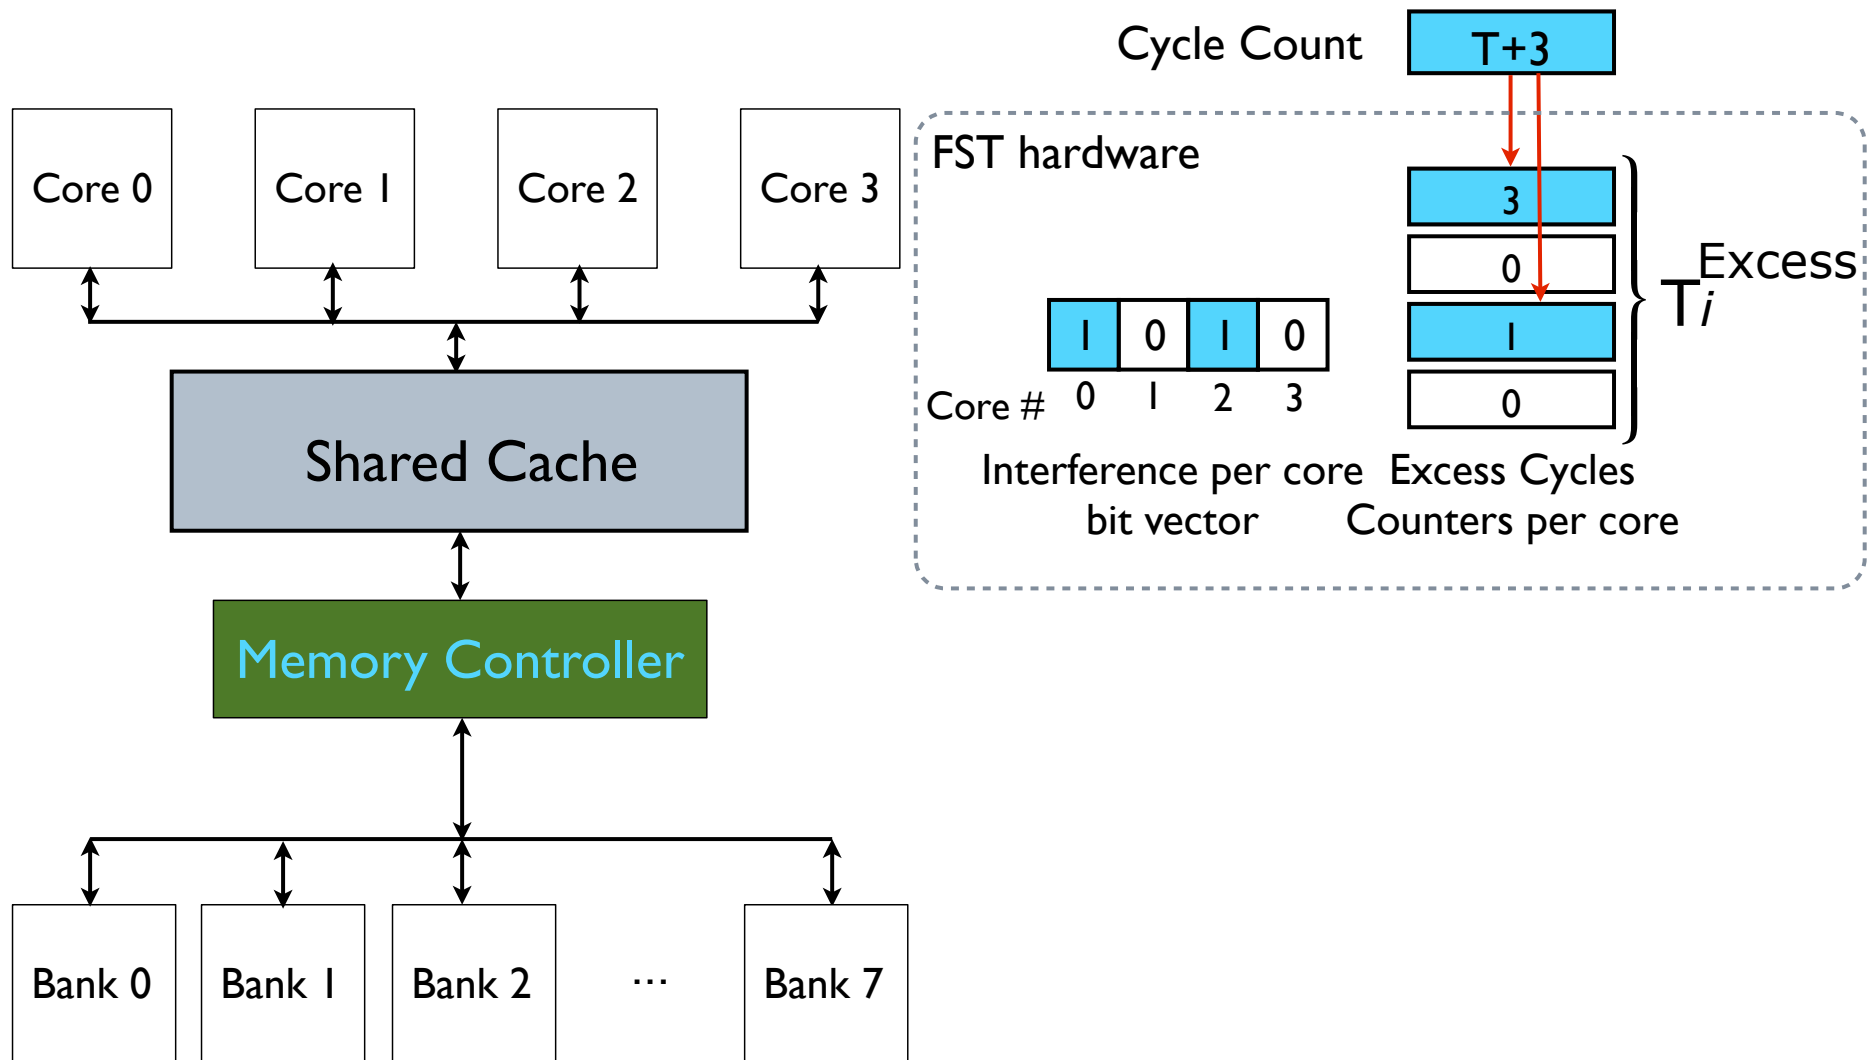 Cycle Count T+3
Core 0 Core 1 Core 2 Core 3
FST hardware
3
0
1
0
T i Excess
1 0 1 0
Core # 0 1 2 3
Interference per core
bit vector
Excess Cycles
Counters per core
Shared Cache
Memory Controller
Bank 0 Bank 1 Bank 2 ... Bank 7